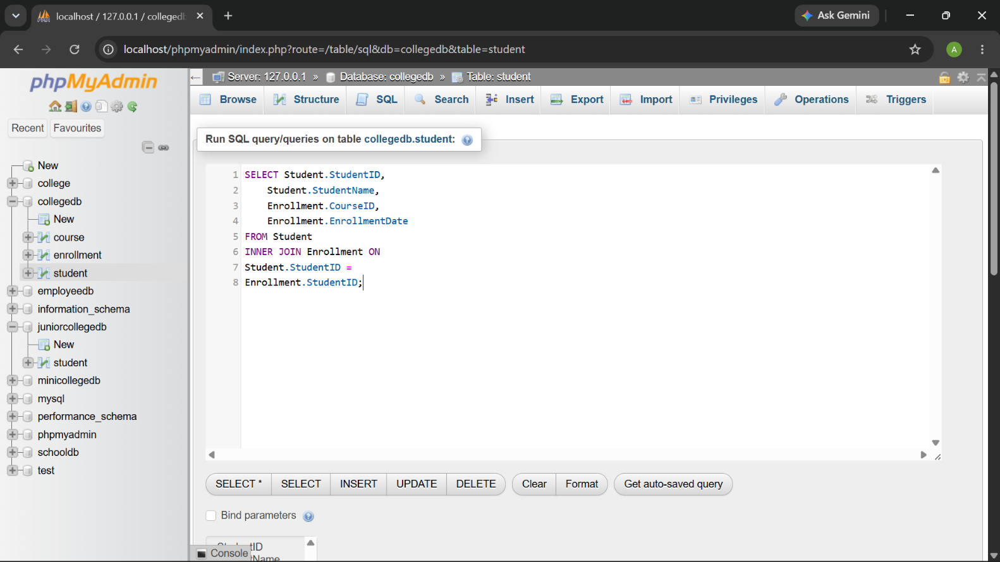 localhost / 127.0.0.1 / collegedb
Ask Gemini
localhost/phpmyadmin/index.php?route=/table/sql&db=collegedb&table=student
A
phpMyAdmin
Recent
Favourites
New
college
collegedb
New
course
enrollment
student
employeedb
information_schema
juniorcollegedb
New
student
minicollegedb
mysql
performance_schema
phpmyadmin
schooldb
test
Server: 127.0.0.1 » Database: collegedb » Table: student
Browse Structure SQL Search Insert Export Import Privileges Operations Triggers
Run SQL query/queries on table collegedb.student:
1 SELECT Student.StudentID,
2 Student.StudentName,
3 Enrollment.CourseID,
4 Enrollment.EnrollmentDate
5 FROM Student
6 INNER JOIN Enrollment ON
7 Student.StudentID =
8 Enrollment.StudentID;
SELECT * SELECT INSERT UPDATE DELETE Clear Format Get auto-saved query
Bind parameters
Console